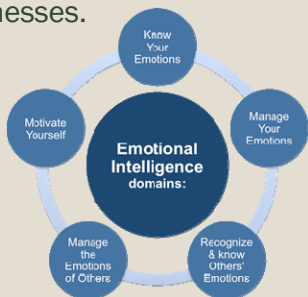 nesses.
Know
Your
Emotions
Motivate
Yourself
Manage
Your
Emotions
Emotional
Intelligence
domains:
Manage
the
Emotions
of Others
Recognize
& know
Others'
Emotions